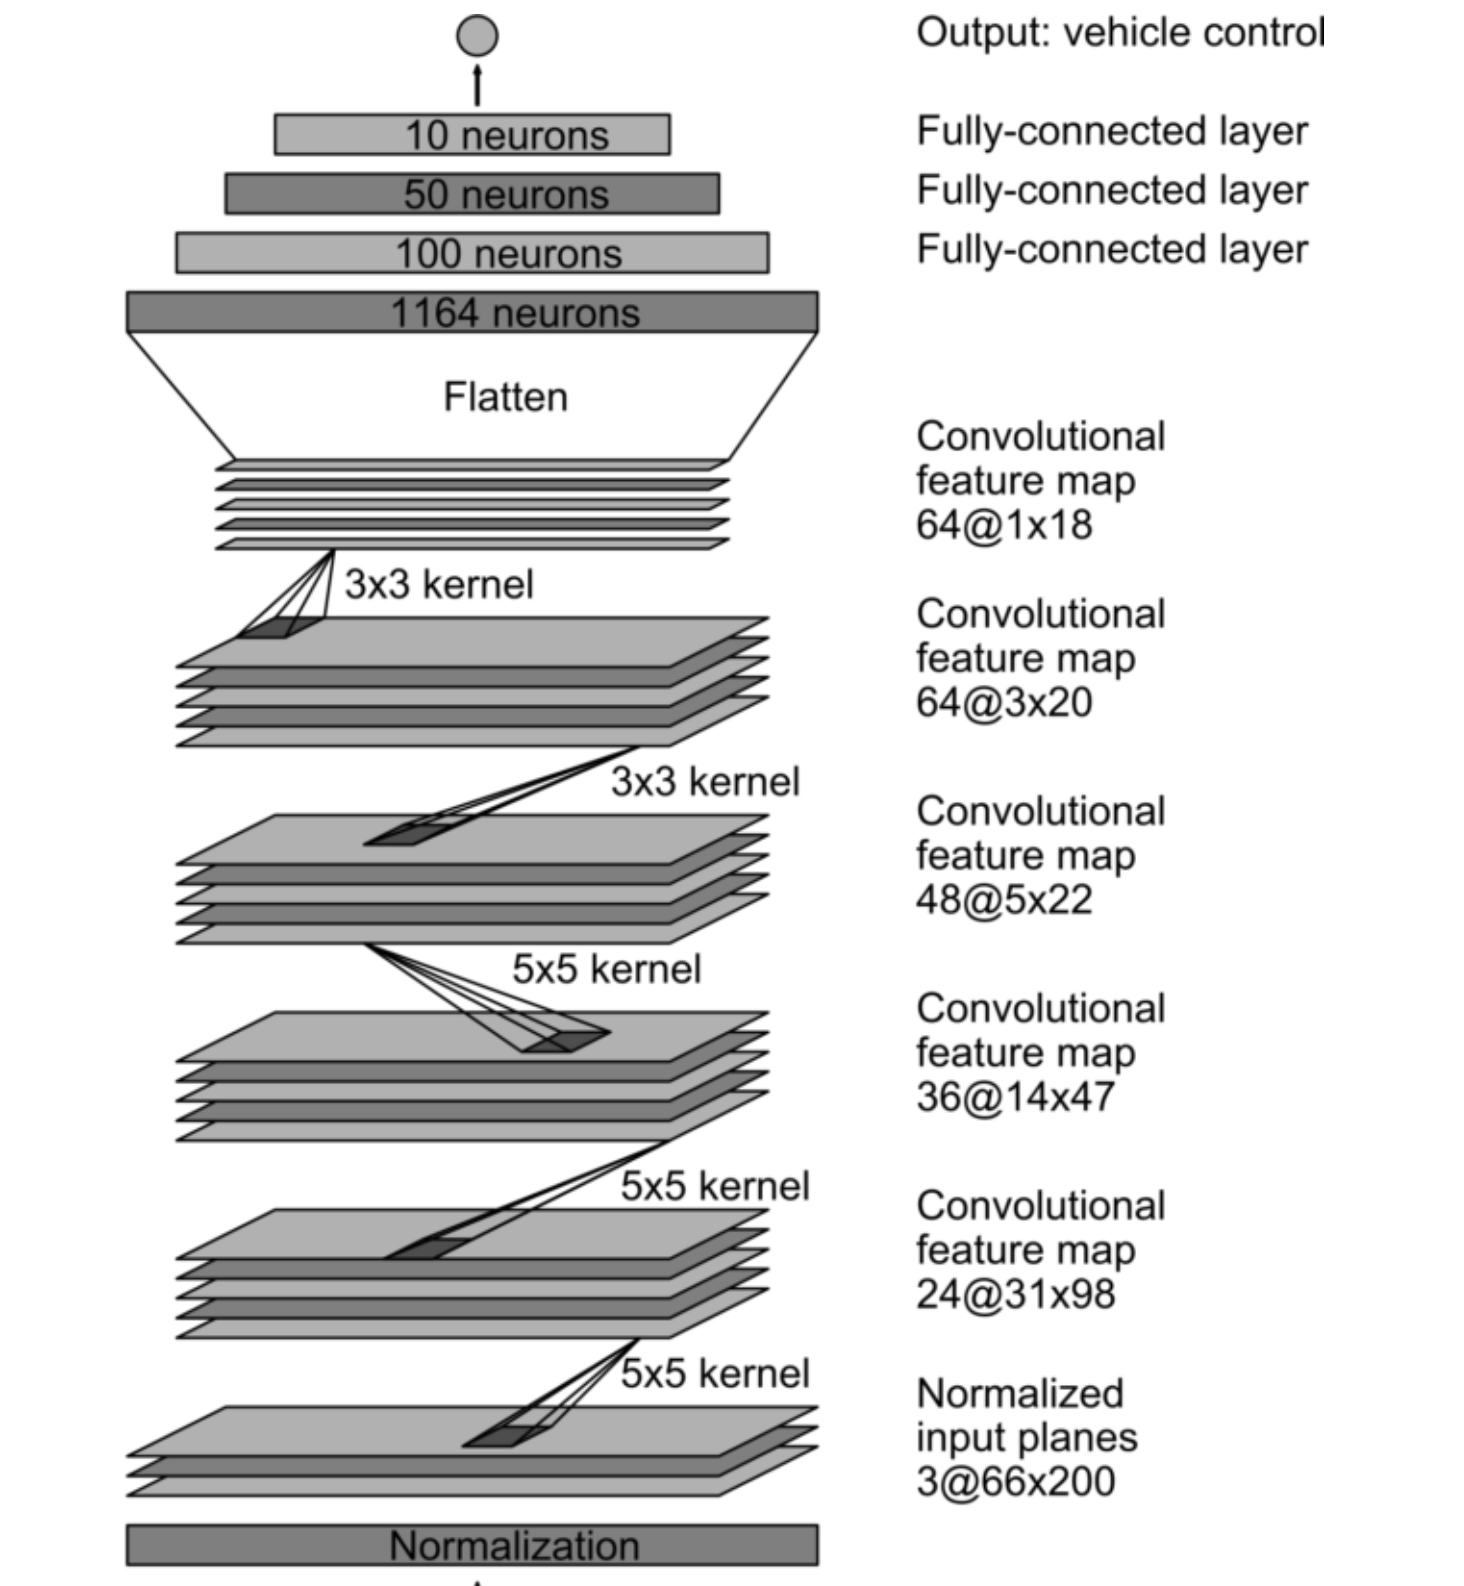 Output: vehicle control
10 neurons
Fully-connected layer
50 neurons
Fully-connected layer
100 neurons
Fully-connected layer
1164 neurons
Flatten
Convolutional
feature map
64@1x18
3x3 kernel
Convolutional
feature map
64@3x20
3x3 kernel
Convolutional
feature map
48@5x22
5x5 kernel
Convolutional
feature map
36@14x47
5x5 kernel
Convolutional
feature map
24@31x98
5x5 kernel
Normalized
input planes
3@66x200
Normalization